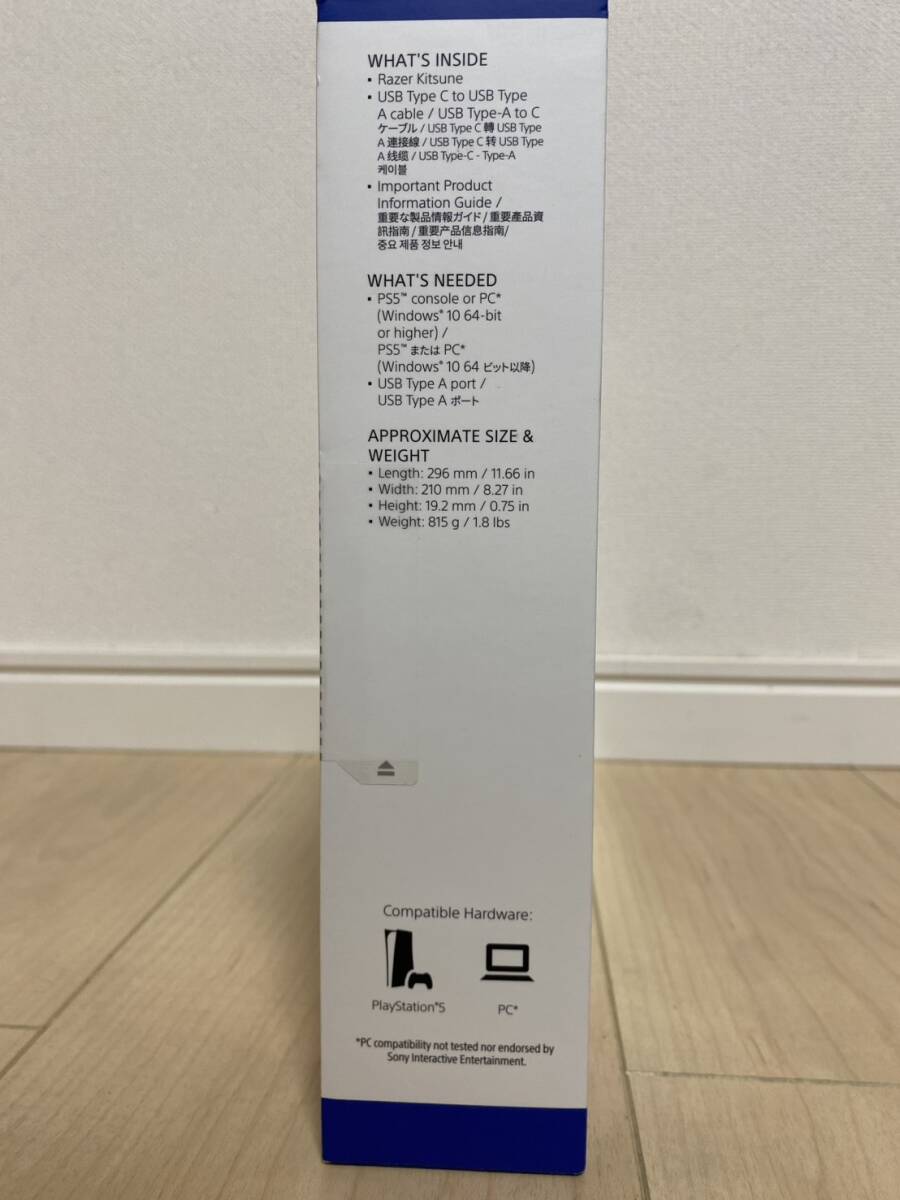 WHAT'S INSIDE
• Razer Kitsune
• USB Type C to USB Type
A cable / USB Type-A to C
ケーブル / USB Type C 轉 USB Type
A 連接線 / USB Type C 转 USB Type
A 线缆 / USB Type-C - Type-A
케이블
• Important Product
Information Guide /
重要な製品情報ガイド / 重要產品資
訊指南 / 重要产品信息指南/
중요 제품 정보 안내
WHAT'S NEEDED
• PS5™ console or PC*
(Windows® 10 64-bit
or higher) /
PS5™ または PC*
(Windows® 10 64 ビット以降)
• USB Type A port /
USB Type A ポート
APPROXIMATE SIZE &
WEIGHT
• Length: 296 mm / 11.66 in
• Width: 210 mm / 8.27 in
• Height: 19.2 mm / 0.75 in
• Weight: 815 g / 1.8 lbs
Compatible Hardware:
PlayStation®5
PC*
*PC compatibility not tested nor endorsed by
Sony Interactive Entertainment.